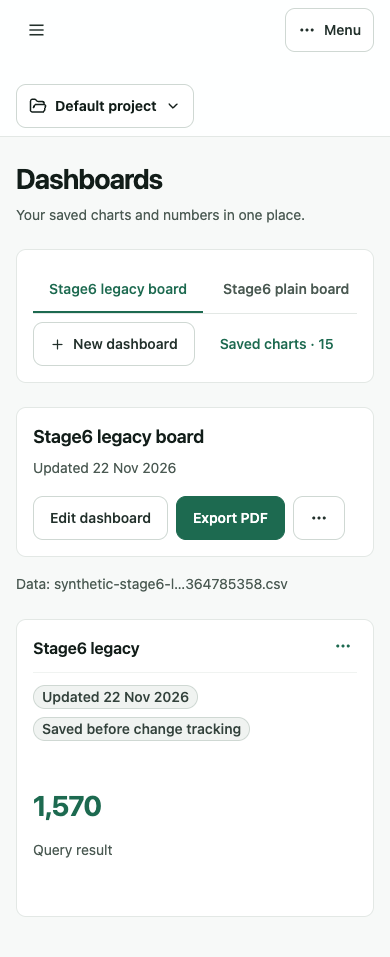 Menu
Default project
Dashboards
Your saved charts and numbers in one place.
Stage6 legacy board
Stage6 plain board
New dashboard
Saved charts · 15
Stage6 legacy board
Updated 22 Nov 2026
Edit dashboard
Export PDF
Data: synthetic-stage6-l...364785358.csv
Stage6 legacy
Updated 22 Nov 2026
Saved before change tracking
1,570
Query result